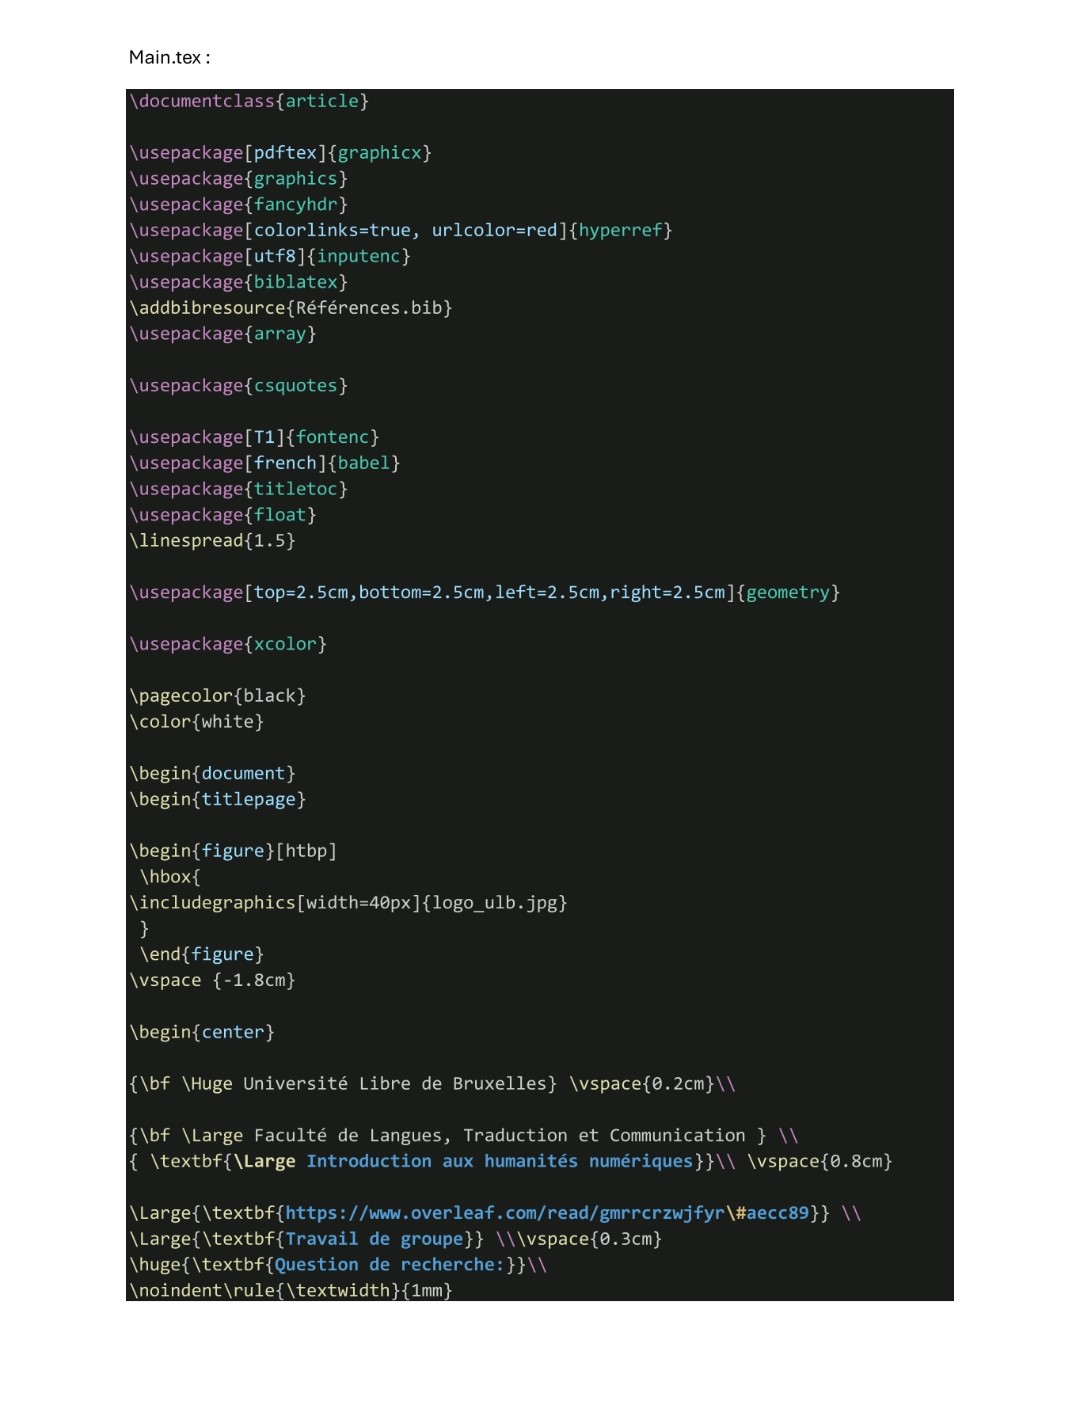 Main.tex :
\documentclass{article}
\usepackage[pdftex]{graphicx}
\usepackage{graphics}
\usepackage{fancyhdr}
\usepackage[colorlinks=true, urlcolor=red]{hyperref}
\usepackage[utf8]{inputenc}
\usepackage{biblatex}
\addbibresource{Références.bib}
\usepackage{array}
\usepackage{csquotes}
\usepackage[T1]{fontenc}
\usepackage[french]{babel}
\usepackage{titletoc}
\usepackage{float}
\linespread{1.5}
\usepackage[top=2.5cm,bottom=2.5cm,left=2.5cm,right=2.5cm]{geometry}
\usepackage{xcolor}
\pagecolor{black}
\color{white}
\begin{document}
\begin{titlepage}
\begin{figure}[htbp]
\hbox{
\includegraphics[width=40px]{logo_ulb.jpg}
}
\end{figure}
\vspace {-1.8cm}
\begin{center}
{\bf \Huge Université Libre de Bruxelles} \vspace{0.2cm}\\
{\bf \Large Faculté de Langues, Traduction et Communication } \\
{ \textbf{\Large Introduction aux humanités numériques}}\\ \vspace{0.8cm}
\Large{\textbf{https://www.overleaf.com/read/gmrrcrzwjfyr\#aecc89}} \\
\Large{\textbf{Travail de groupe}} \\\vspace{0.3cm}
\huge{\textbf{Question de recherche:}}\\
\noindent\rule{\textwidth}{1mm}